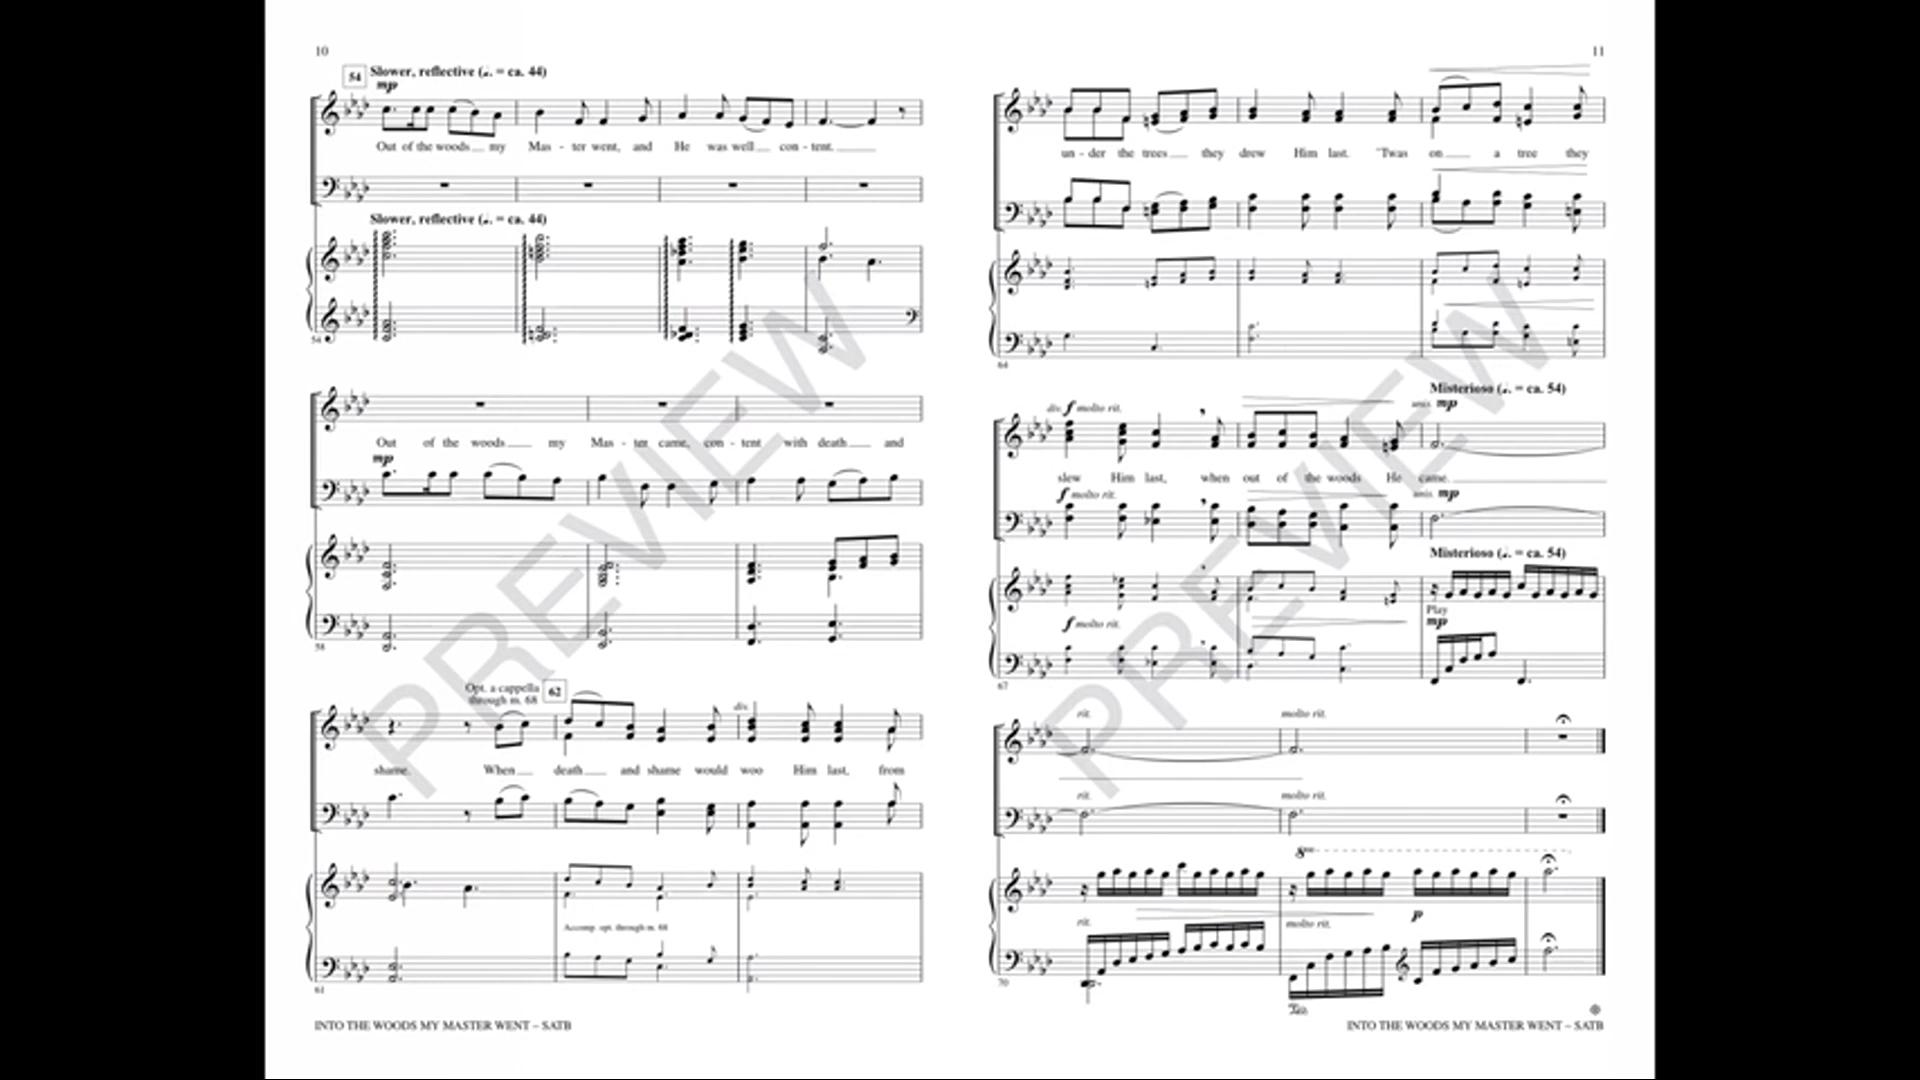 10
54 Slower, reflective (♩. = ca. 44)
mp
Out of the woods my Mas - ter went, and He was well con - tent.
Slower, reflective (♩. = ca. 44)
54
Out of the woods my Mas - ter came, con - tent with death and
mp
58
Opt. a cappella
through m. 68
62
div.
shame. When death and shame would woo Him last, from
Accomp. opt. through m. 68
61
INTO THE WOODS MY MASTER WENT – SATB
11
un - der the trees they drew Him last. 'Twas on a tree they
64
Misterioso (♩. = ca. 54)
div. f molto rit. unis. mp
slew Him last, when out of the woods He came.
f molto rit. unis. mp
Misterioso (♩. = ca. 54)
Play
mp
f molto rit.
67
rit. molto rit.
rit. molto rit.
8va
p
rit. molto rit.
70
Ped.
INTO THE WOODS MY MASTER WENT – SATB
PREVIEW
PREVIEW